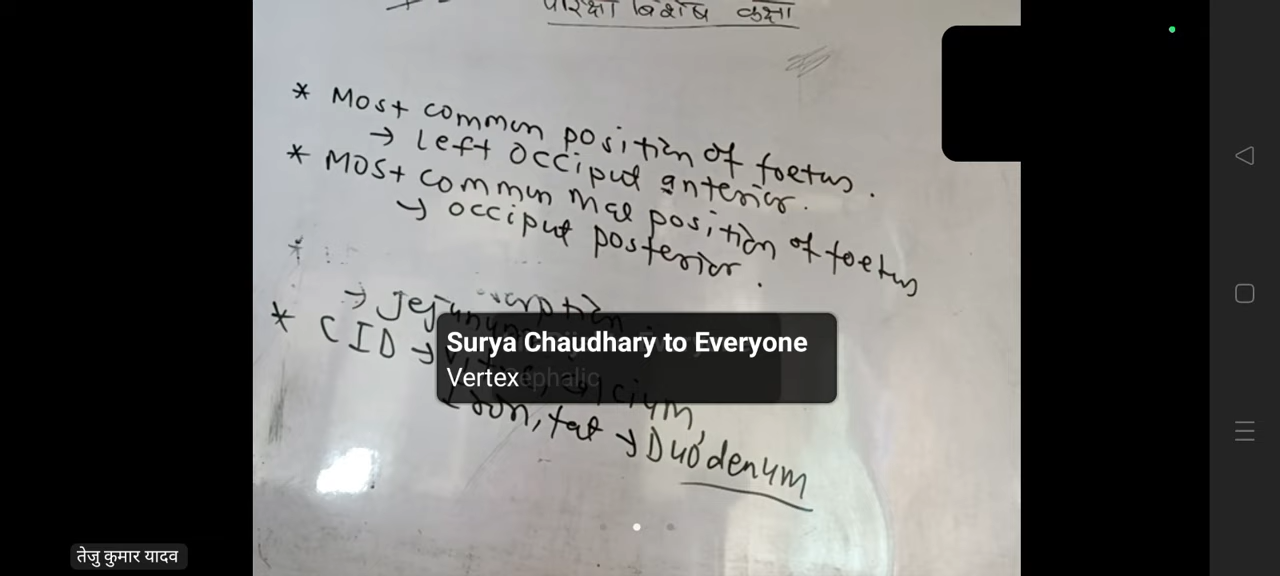 परिक्षा विशेष कक्षा
* Most common position of foetus.
→ Left occiput anterior.
* Most common mal position of foetus
→ occiput posterior.
*
→ Jejunum
* CID →
Iron, fat → Duodenum
Surya Chaudhary to Everyone
Vertex
तेजु कुमार यादव